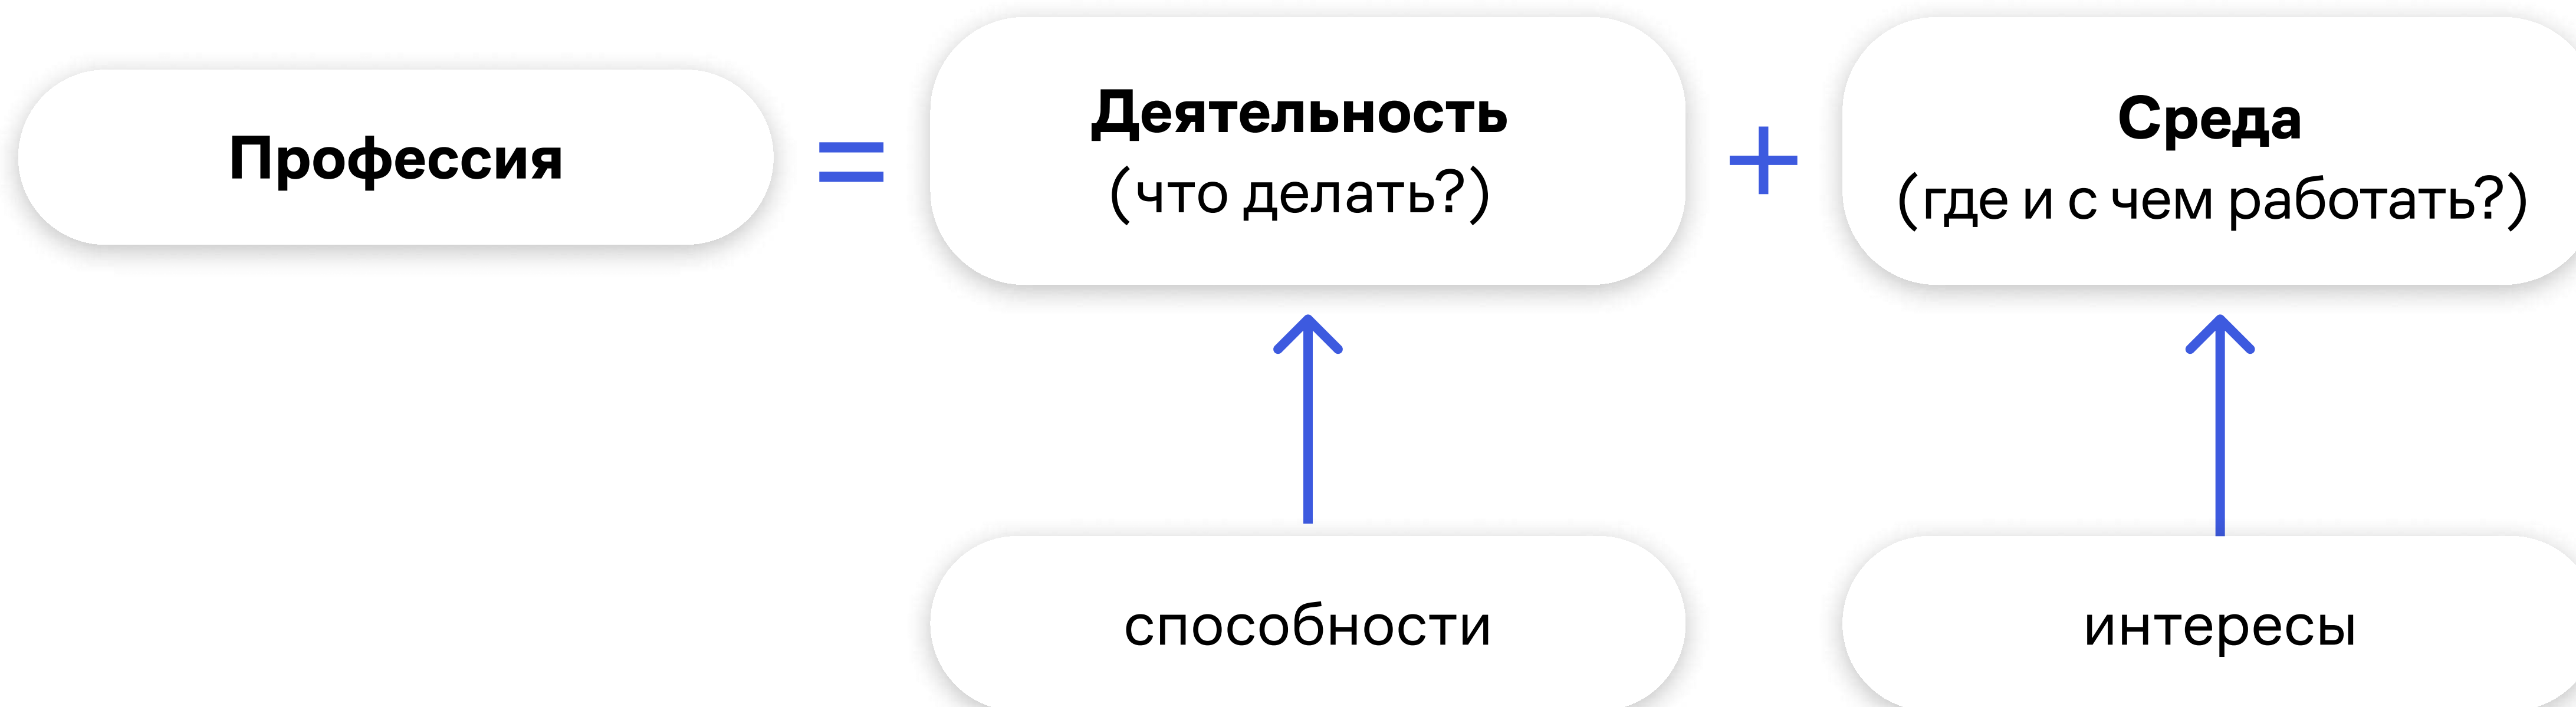 Профессия
=
Деятельность
(что делать?)
+
Среда
(где и с чем работать?)
способности
интересы